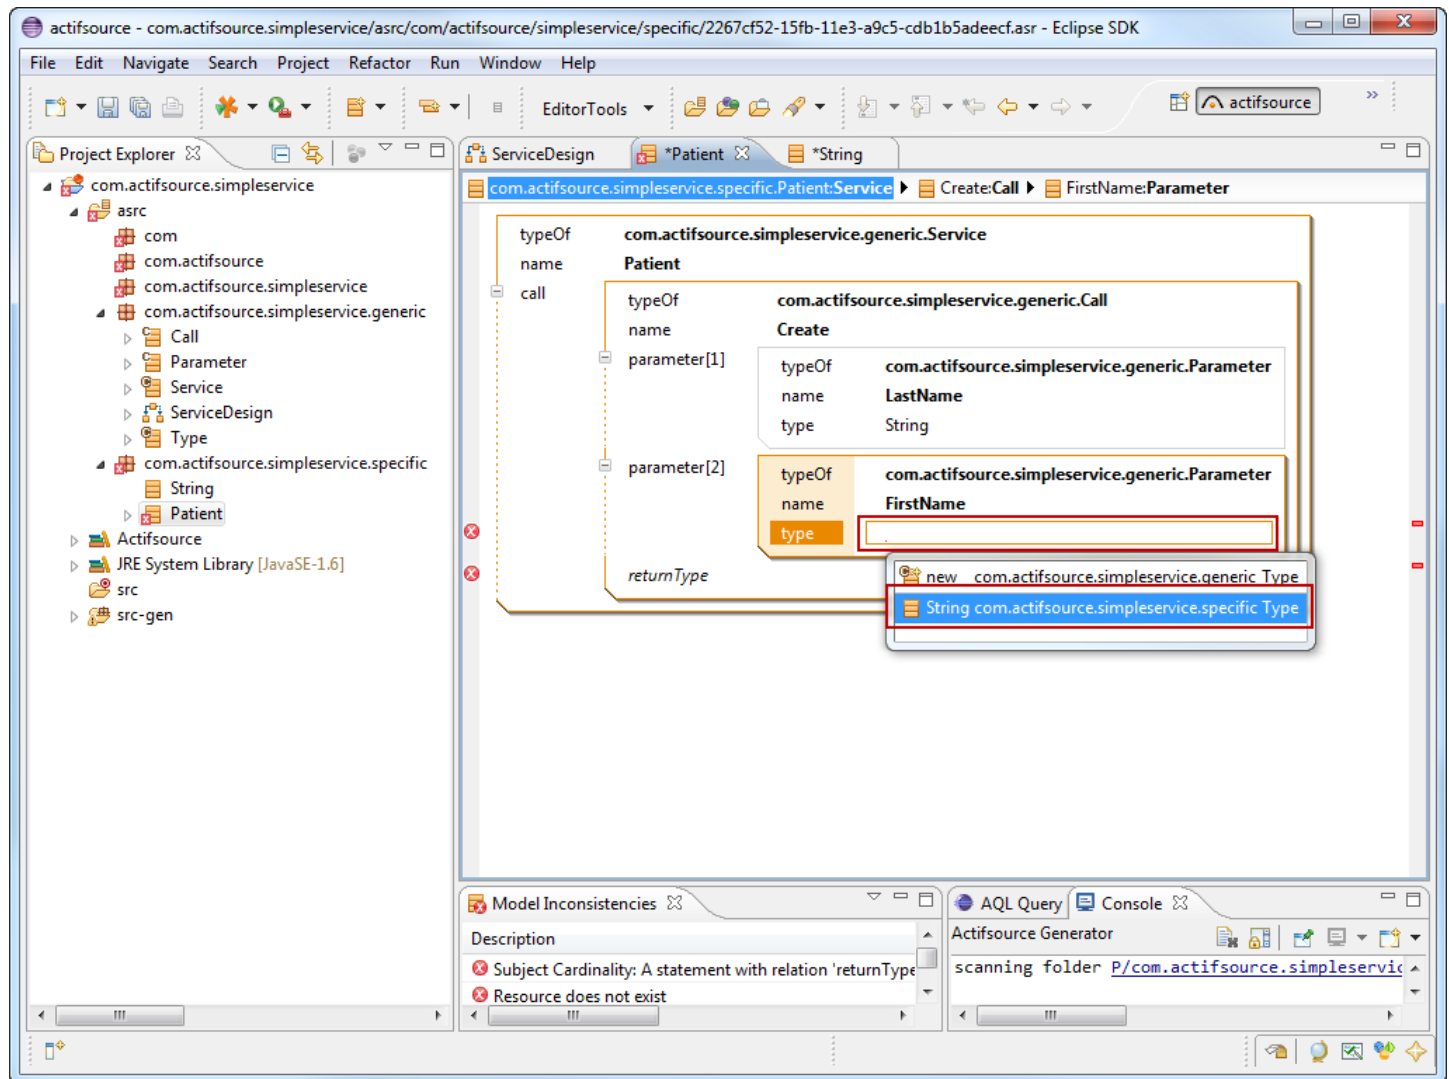 actifsource - com.actifsource.simpleservice/asrc/com/actifsource/simpleservice/specific/2267cf52-15fb-11e3-a9c5-cdb1b5adeecf.asr - Eclipse SDK
File Edit Navigate Search Project Refactor Run Window Help
EditorTools
actifsource
Project Explorer
com.actifsource.simpleservice
asrc
com
com.actifsource
com.actifsource.simpleservice
com.actifsource.simpleservice.generic
Call
Parameter
Service
ServiceDesign
Type
com.actifsource.simpleservice.specific
String
Patient
Actifsource
JRE System Library [JavaSE-1.6]
src
src-gen
ServiceDesign *Patient *String
com.actifsource.simpleservice.specific.Patient:Service Create:Call FirstName:Parameter
typeOf com.actifsource.simpleservice.generic.Service
name Patient
call
typeOf com.actifsource.simpleservice.generic.Call
name Create
parameter[1]
typeOf com.actifsource.simpleservice.generic.Parameter
name LastName
type String
parameter[2]
typeOf com.actifsource.simpleservice.generic.Parameter
name FirstName
type
returnType
new com.actifsource.simpleservice.generic Type
String com.actifsource.simpleservice.specific Type
Model Inconsistencies
Description
Subject Cardinality: A statement with relation 'returnType
Resource does not exist
AQL Query Console
Actifsource Generator
scanning folder P/com.actifsource.simpleservic